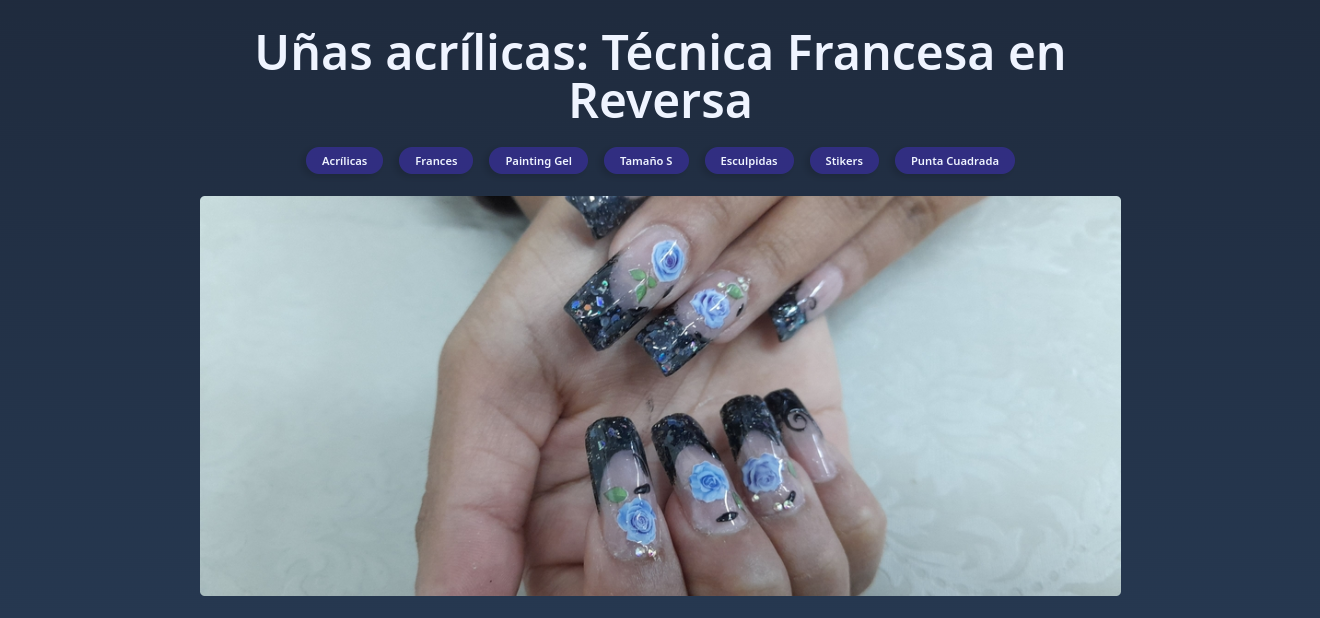 Uñas acrílicas: Técnica Francesa en
Reversa
Acrílicas
Frances
Painting Gel
Tamaño S
Esculpidas
Stikers
Punta Cuadrada